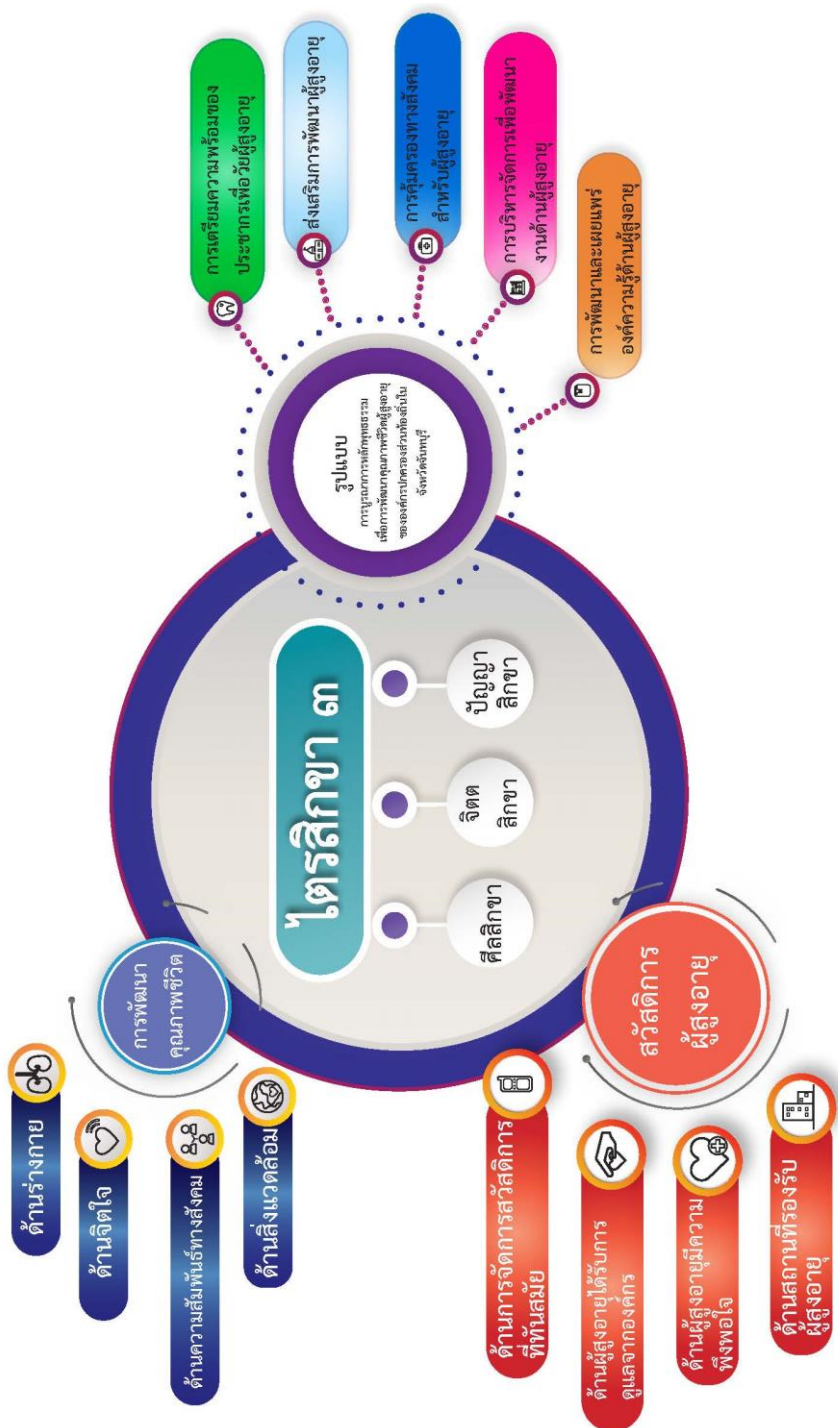 ด้านร่างกาย
ด้านจิตใจ
ด้านความสัมพันธ์ทางสังคม
ด้านสิ่งแวดล้อม
การพัฒนา
คุณภาพชีวิต
ด้านการจัดการสวัสดิการ
ที่ทันสมัย
ด้านผู้สูงอายุได้รับการ
ดูแลจากองค์กร
ด้านผู้สูงอายุมีความ
พึงพอใจ
ด้านสถานที่รองรับ
ผู้สูงอายุ
สวัสดิการ
ผู้สูงอายุ
ไตรสิกขา ๓
ศีลสิกขา
จิตต
สิกขา
ปัญญา
สิกขา
รูปแบบ
การบูรณาการหลักพุทธธรรม
เพื่อการพัฒนาคุณภาพชีวิตผู้สูงอายุ
ขององค์กรปกครองส่วนท้องถิ่นใน
จังหวัดจันทบุรี
การเตรียมความพร้อมของ
ประชากรเพื่อวัยผู้สูงอายุ
ส่งเสริมการพัฒนาผู้สูงอายุ
การคุ้มครองทางสังคม
สำหรับผู้สูงอายุ
การบริหารจัดการเพื่อพัฒนา
งานด้านผู้สูงอายุ
การพัฒนาและเผยแพร่
องค์ความรู้ด้านผู้สูงอายุ